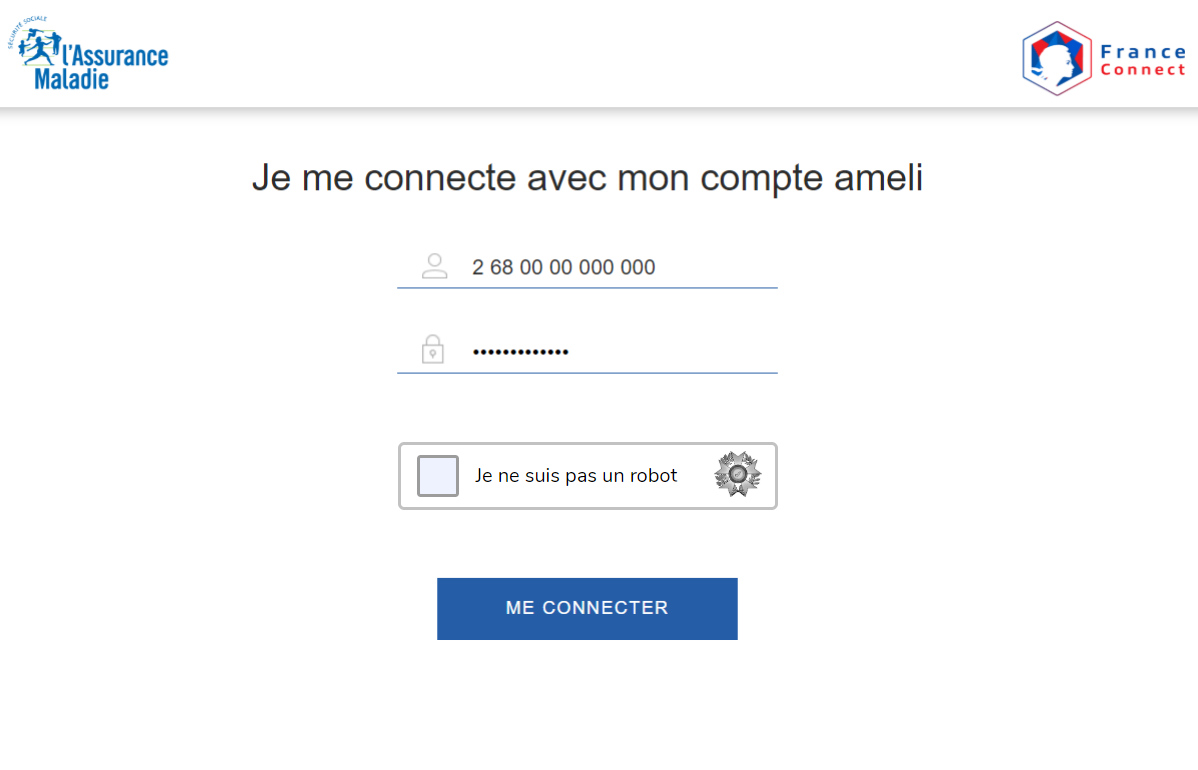 SÉCURITÉ SOCIALE
l'Assurance
Maladie
France
Connect
Je me connecte avec mon compte ameli
2 68 00 00 000 000
•••••••••••••
Je ne suis pas un robot
ME CONNECTER